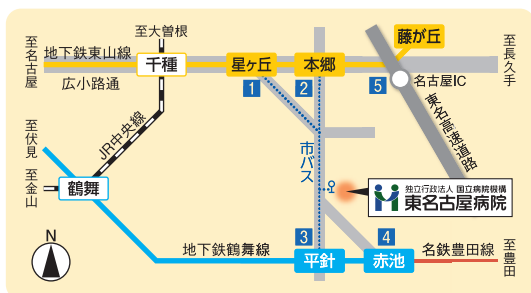 至大曽根
至名古屋
地下鉄東山線
千種
星ヶ丘
本郷
藤が丘
至長久手
広小路通
1
2
5
名古屋IC
東名高速道路
至伏見
JR中央線
市バス
至金山
鶴舞
独立行政法人 国立病院機構
東名古屋病院
N
地下鉄鶴舞線
3
平針
4
赤池
名鉄豊田線
至豊田